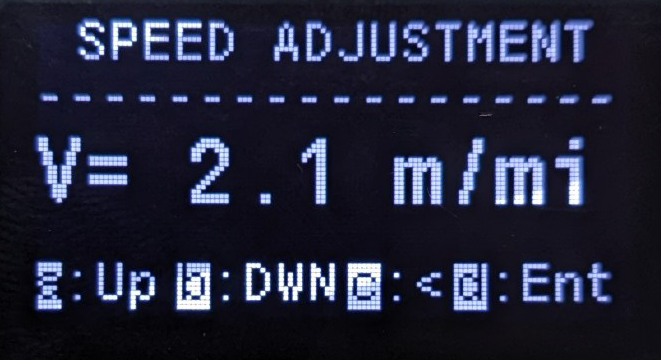 SPEED ADJUSTMENT
------------------
V= 2.1 m/mi
a:Up b:DWN c:< d:Ent